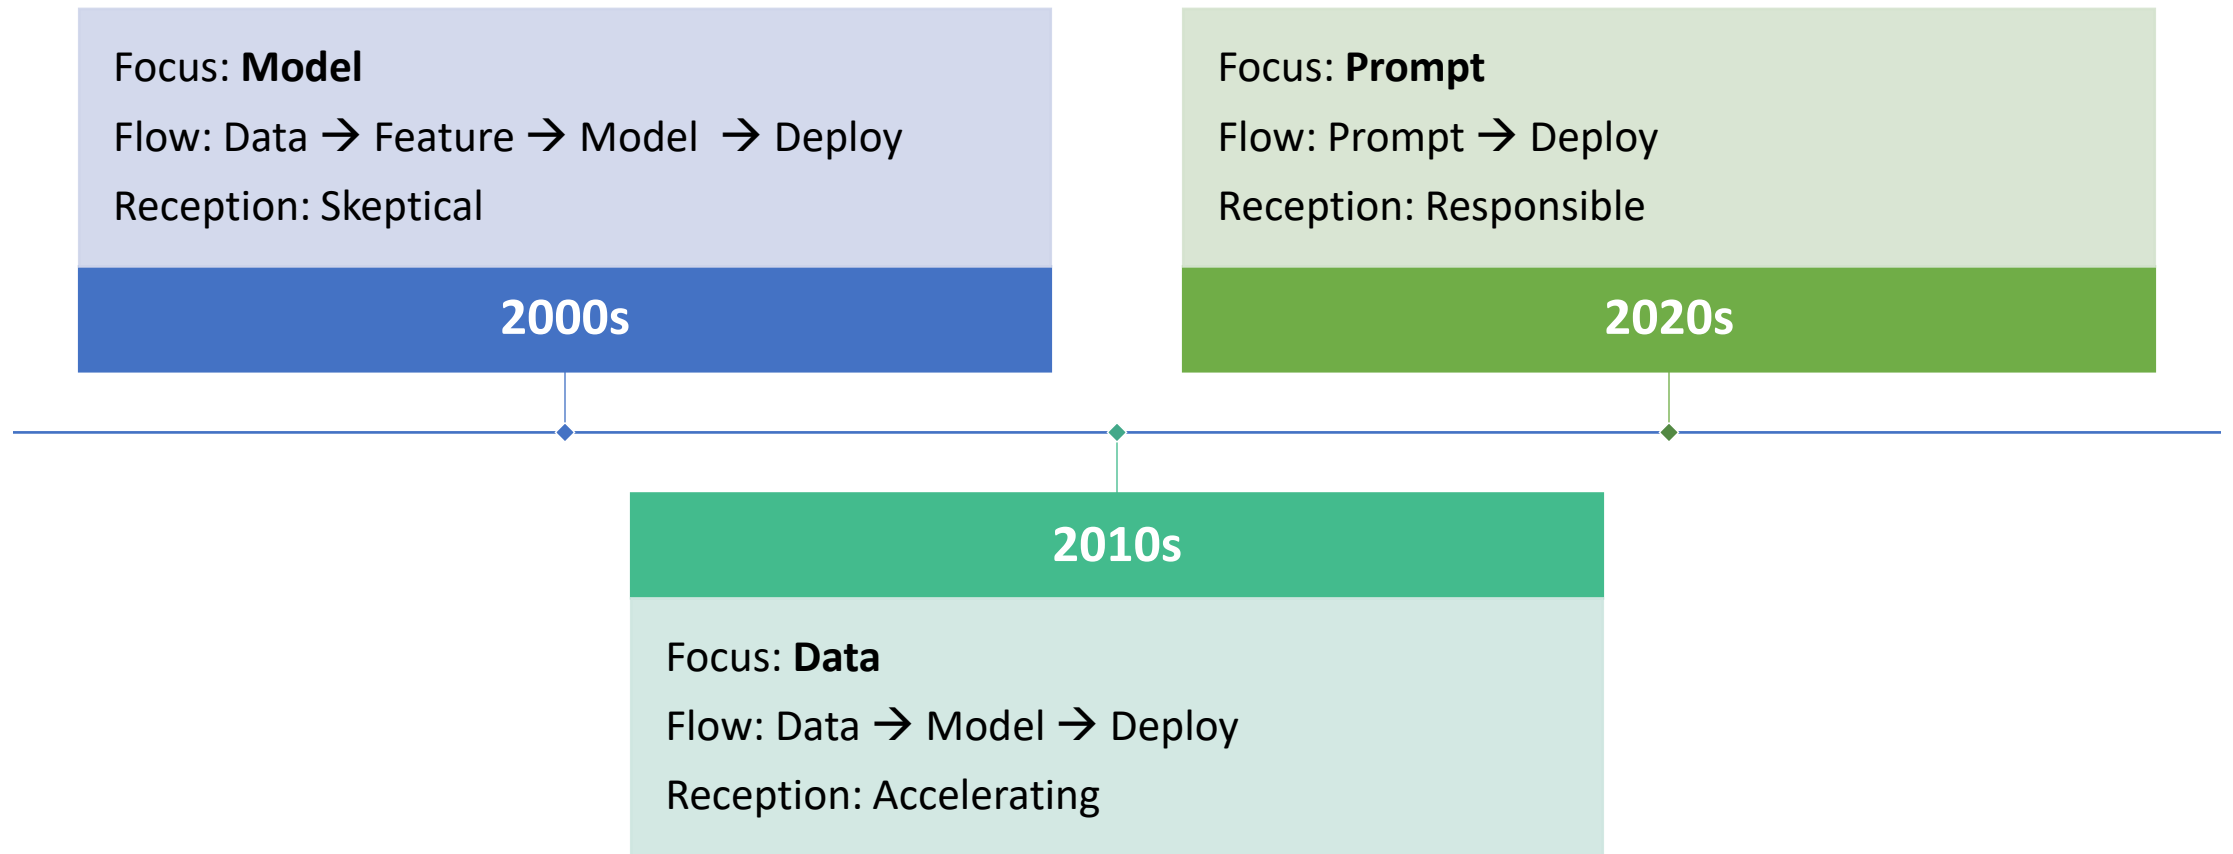 Focus: Model
Flow: Data → Feature → Model → Deploy
Reception: Skeptical
2000s
Focus: Prompt
Flow: Prompt → Deploy
Reception: Responsible
2020s
2010s
Focus: Data
Flow: Data → Model → Deploy
Reception: Accelerating